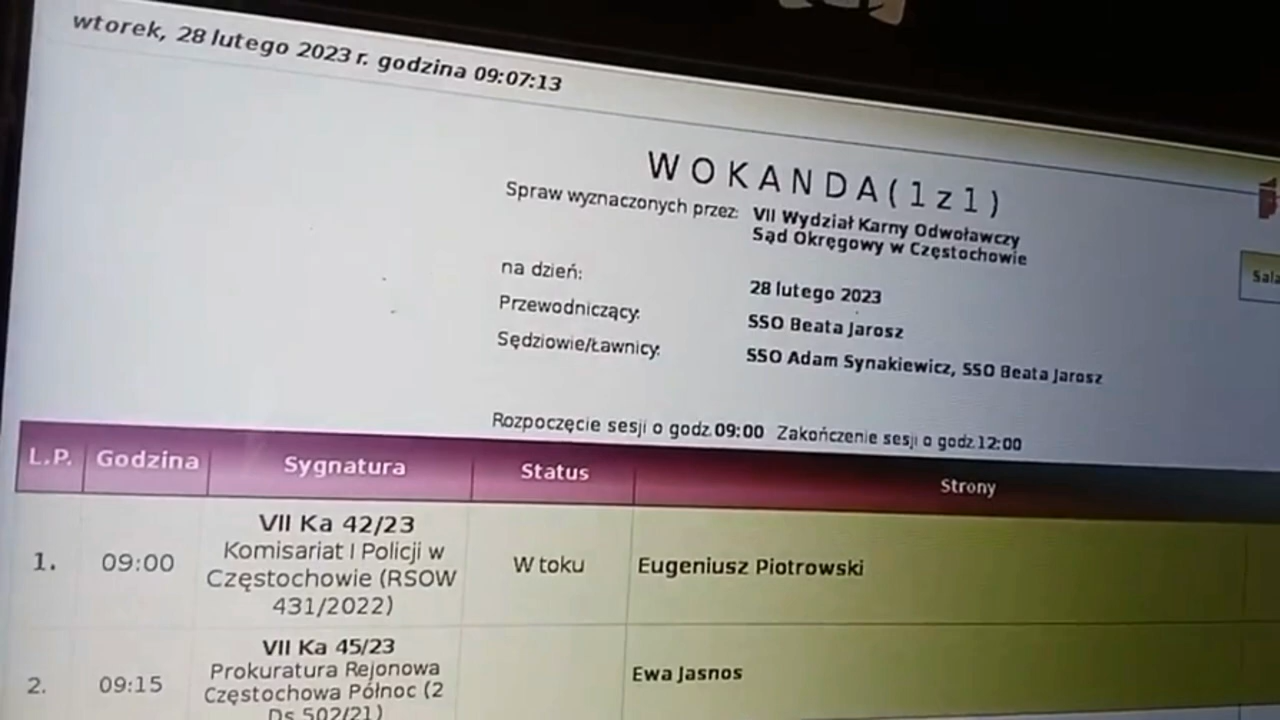 wtorek, 28 lutego 2023 r. godzina 09:07:13
WOKANDA(1z1)
Spraw wyznaczonych przez: VII Wydział Karny Odwoławczy
Sąd Okręgowy w Częstochowie
na dzień: 28 lutego 2023
Przewodniczący: SSO Beata Jarosz
Sędziowie/Ławnicy: SSO Adam Synakiewicz, SSO Beata Jarosz
Rozpoczęcie sesji o godz.09:00 Zakończenie sesji o godz.12:00
Sala
L.P. Godzina Sygnatura Status Strony
1. 09:00 VII Ka 42/23 W toku Eugeniusz Piotrowski
Komisariat I Policji w
Częstochowie (RSOW
431/2022)
2. 09:15 VII Ka 45/23 Ewa Jasnos
Prokuratura Rejonowa
Częstochowa Północ (2
Ds 502/21)